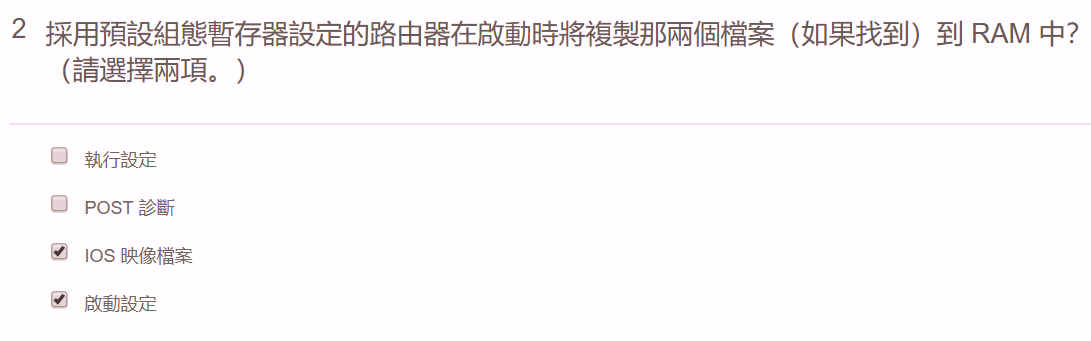 2 採用預設組態暫存器設定的路由器在啟動時將複製那兩個檔案（如果找到）到 RAM 中?
（請選擇兩項。）
執行設定
POST 診斷
IOS 映像檔案
啟動設定